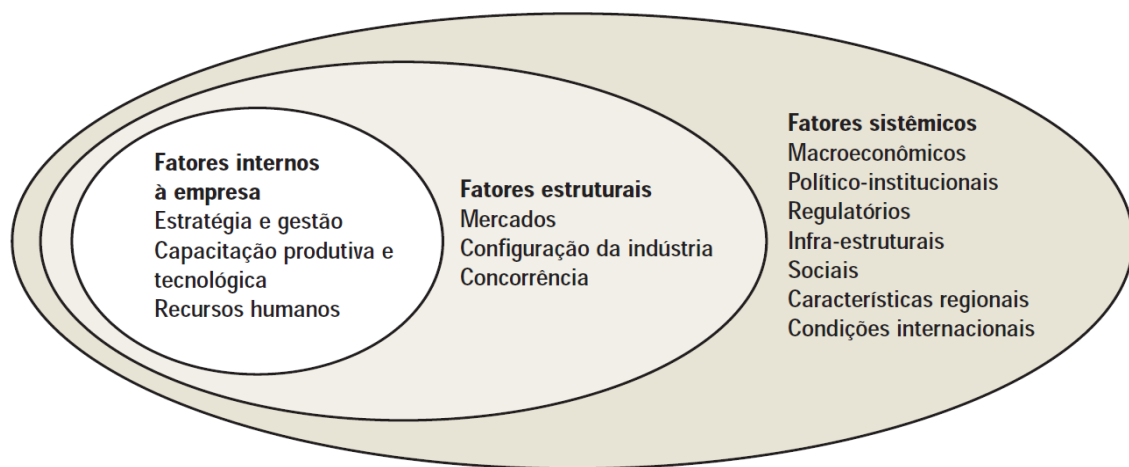 Fatores internos
à empresa
Estratégia e gestão
Capacitação produtiva e
tecnológica
Recursos humanos
Fatores estruturais
Mercados
Configuração da indústria
Concorrência
Fatores sistêmicos
Macroeconômicos
Político-institucionais
Regulatórios
Infra-estruturais
Sociais
Características regionais
Condições internacionais